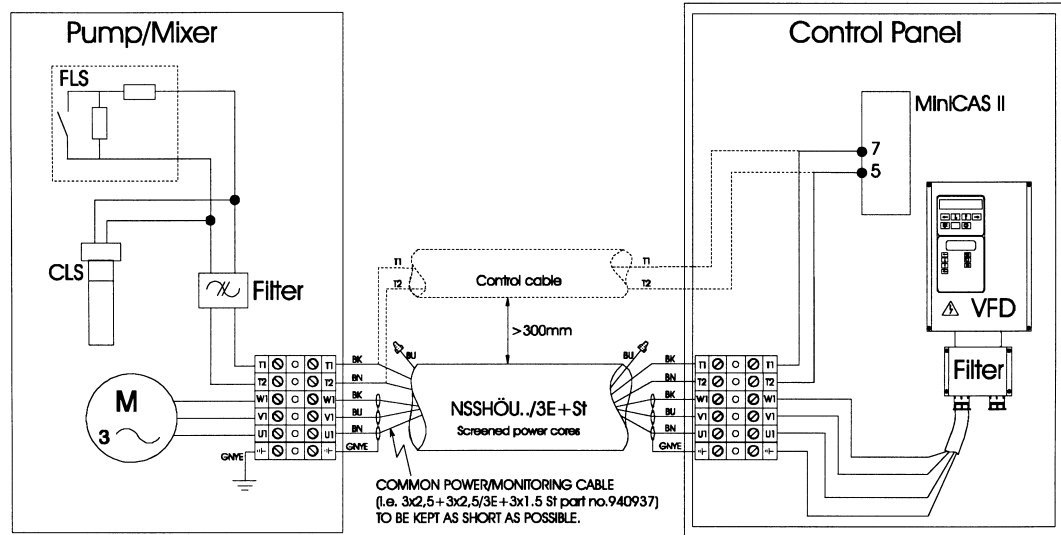 Pump/Mixer
Control Panel
FLS
MiniCAS II
7
5
CLS
Filter
T1
T2
Control cable
T1
T2
>300mm
VFD
Filter
BU
BU
T1
T1
BK
BK
T1
T1
T2
T2
BN
BN
T2
T2
W1
W1
BK
BK
W1
W1
V1
V1
BU
BU
V1
V1
U1
U1
BN
BN
U1
U1
GNYE
GNYE
GNYE
M
3
NSSHÖU../3E+St
Screened power cores
COMMON POWER/MONITORING CABLE
(i.e. 3x2,5+3x2,5/3E+3x1.5 St part no.940937)
TO BE KEPT AS SHORT AS POSSIBLE.